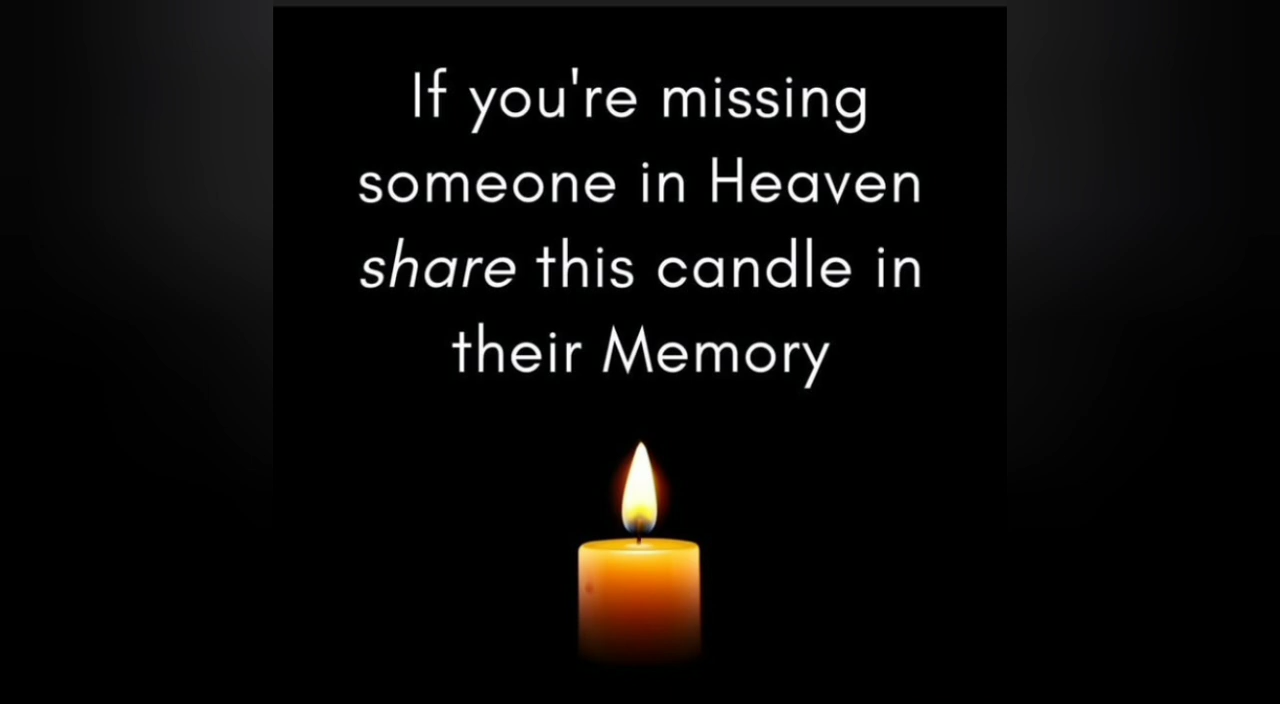 If you're missing
someone in Heaven
share this candle in
their Memory